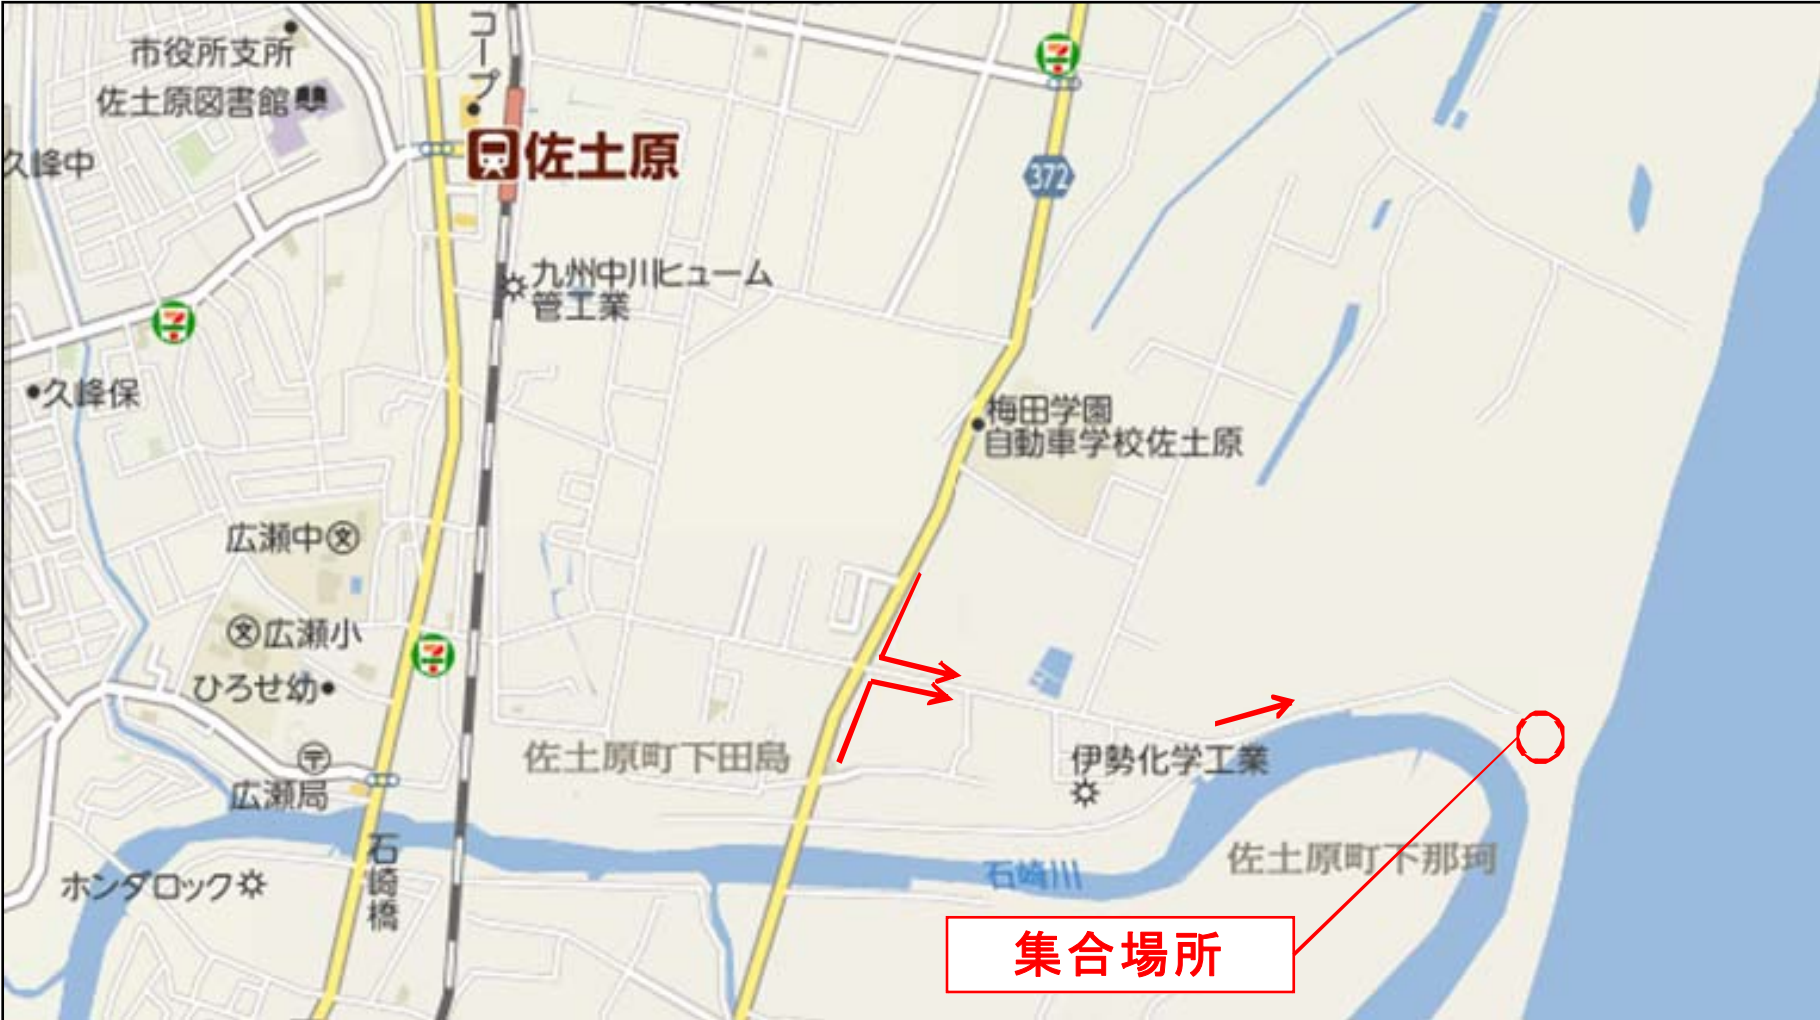 市役所支所
佐土原図書館
久峰中
コープ
佐土原
372
九州中川ヒューム
管工業
久峰保
梅田学園
自動車学校佐土原
広瀬中
文
文
広瀬小
ひろせ幼
広瀬局
佐土原町下田島
伊勢化学工業
石崎橋
ホンダロック
石崎川
佐土原町下那珂
集合場所
7
7
7